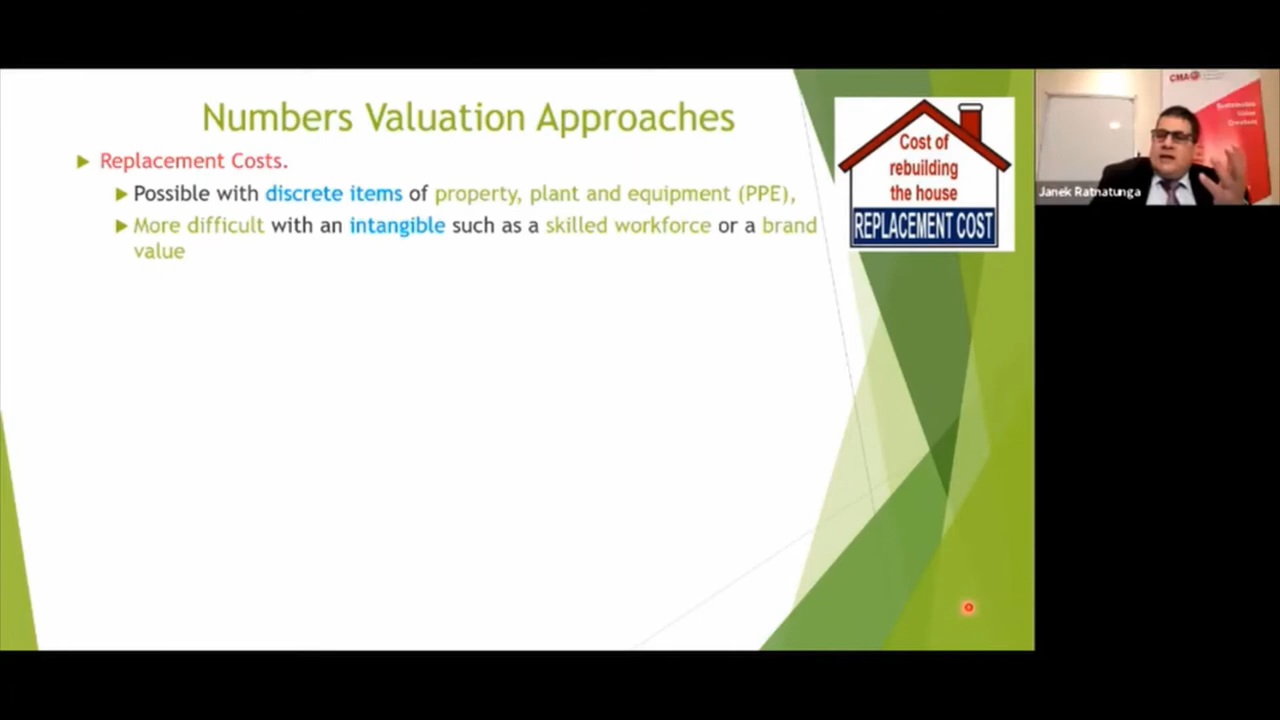 Numbers Valuation Approaches
Replacement Costs.
Possible with discrete items of property, plant and equipment (PPE),
More difficult with an intangible such as a skilled workforce or a brand
value
Cost of
rebuilding
the house
REPLACEMENT COST
CMA
Janek Ratnatunga